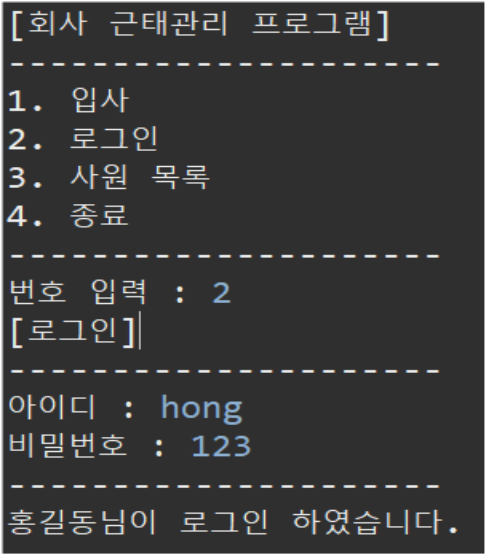 [회사 근태관리 프로그램]
----------------------
1. 입사
2. 로그인
3. 사원 목록
4. 종료
----------------------
번호 입력 : 2
[로그인]
----------------------
아이디 : hong
비밀번호 : 123
----------------------
홍길동님이 로그인 하였습니다.